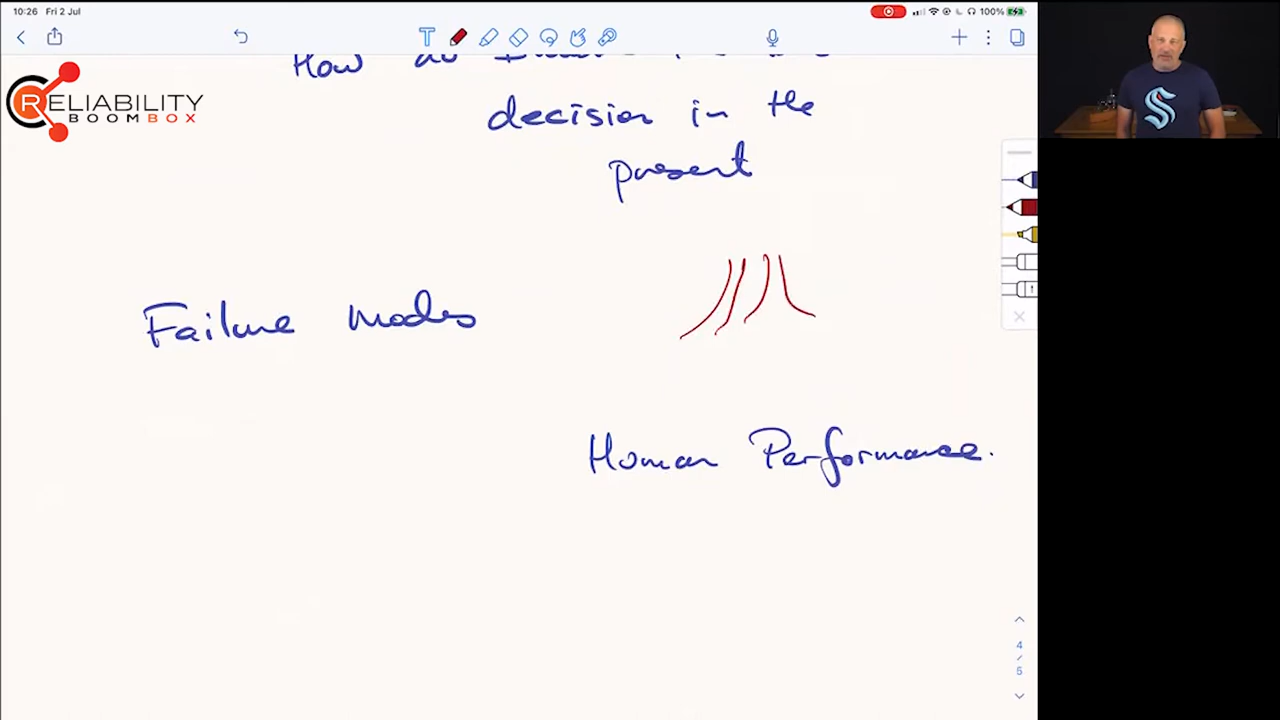 10:26 Fri 2 Jul
100%
T
RELIABILITY
BOOMBOX
How do
decision in the
present
Failure Modes
Human Performance.
4
5